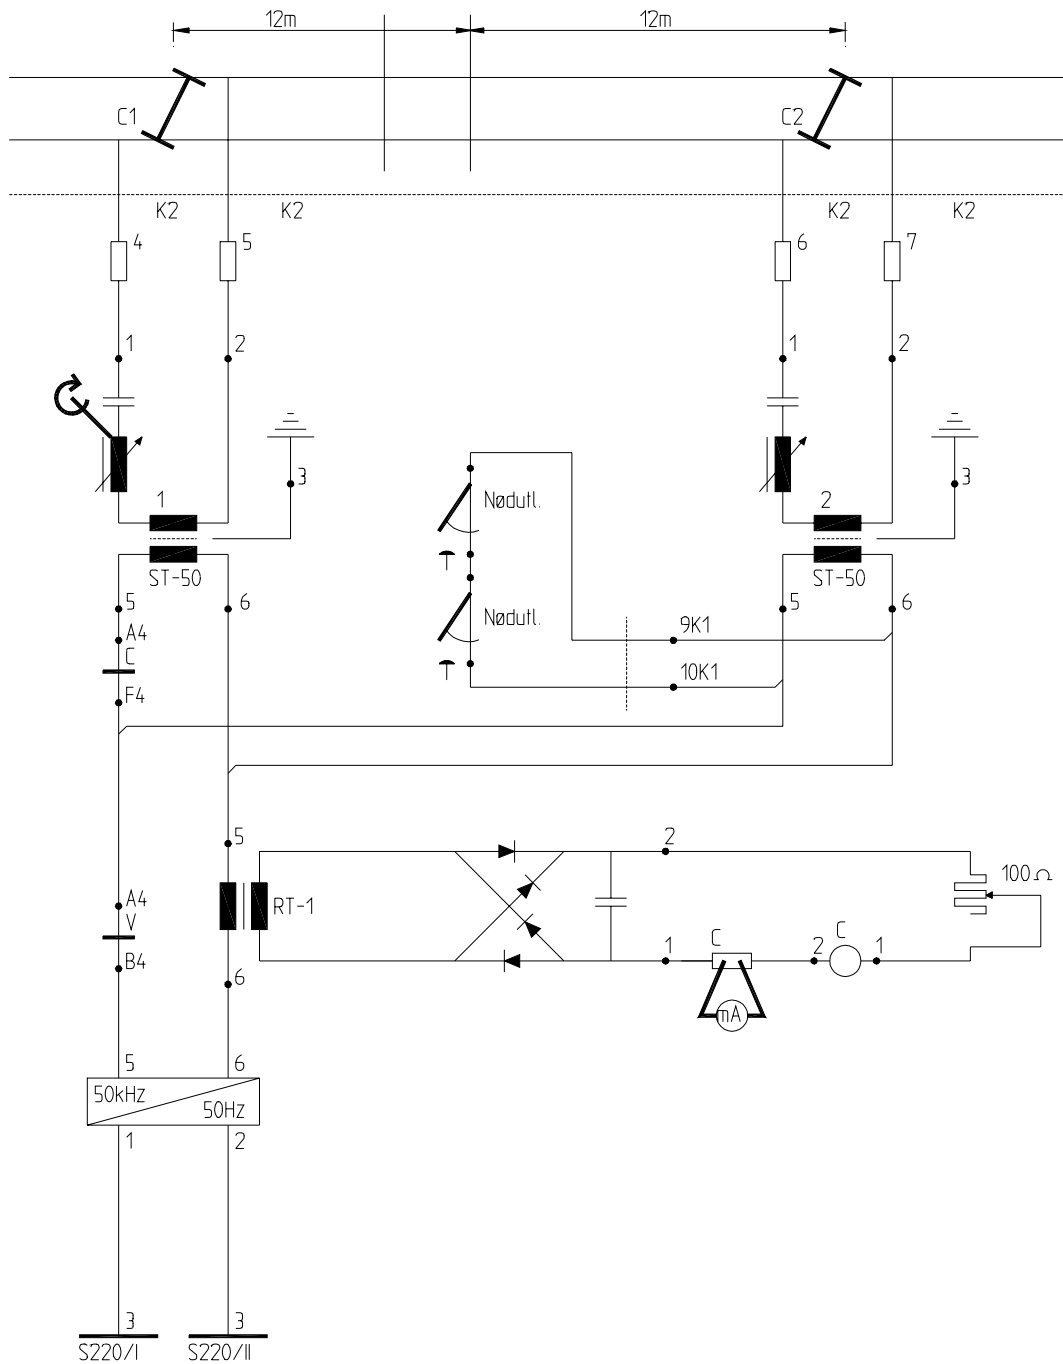 12m 12m
C1 C2
K2 K2 K2 K2
4 5 6 7
1 2 1 2
3 3
1 Nødutl. 2
ST-50 ST-50
5 6 5 6
Nødutl.
A4 9K1
C
10K1
F4
5 2
100Ω
A4 RT-1
V
C C
B4 1 2 1
6
mA
5 6
50kHz
50Hz
1 2
3 3
S220/I S220/II